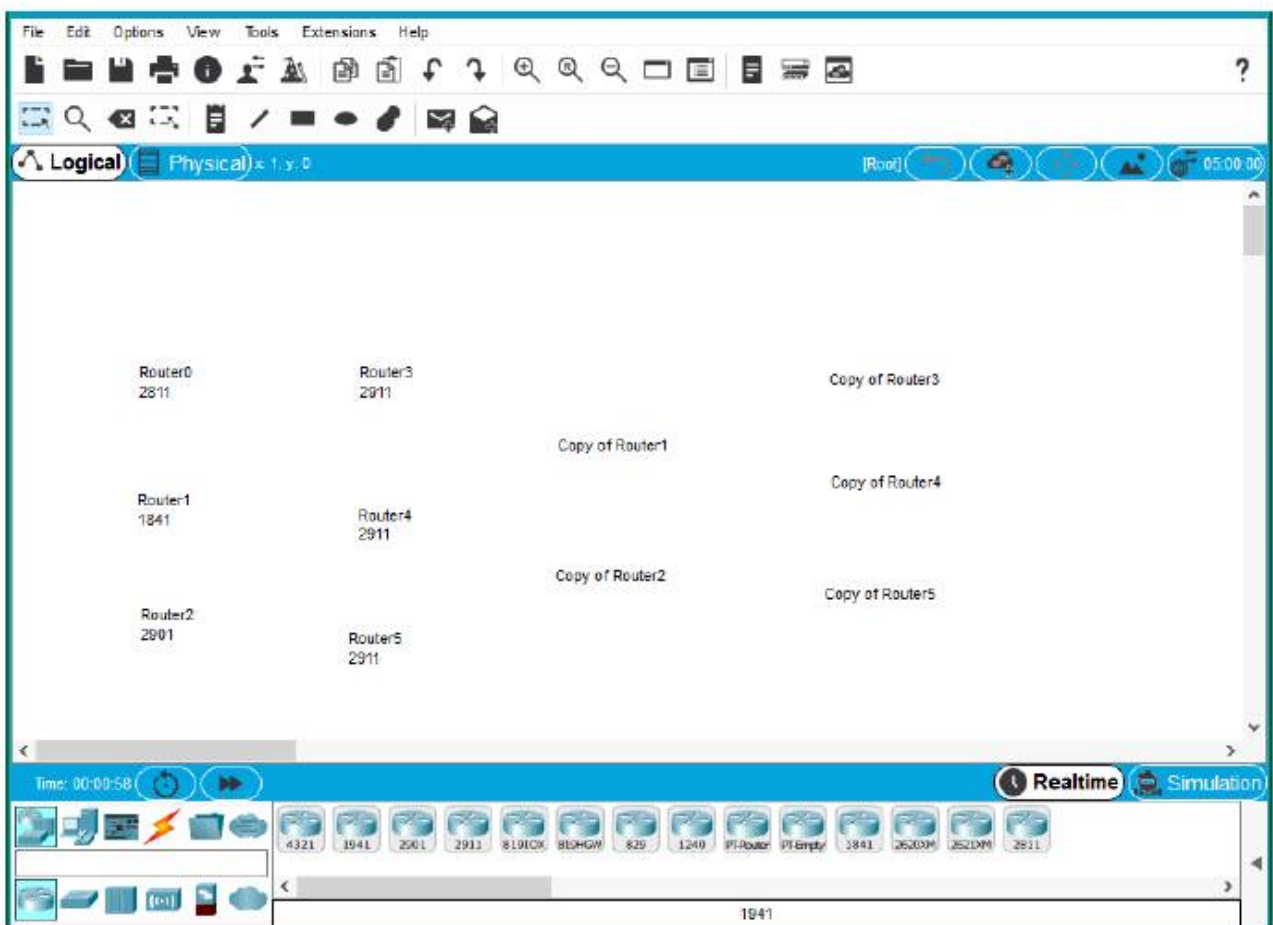 File Edit Options View Tools Extensions Help
?
Logical Physical x: 1, y: 0 [Root] 05:00:00
Router0
2811
Router3
2911
Copy of Router3
Copy of Router1
Copy of Router4
Router1
1841
Router4
2911
Copy of Router2
Copy of Router5
Router2
2901
Router5
2911
Time: 00:00:58 Realtime Simulation
4321 1941 2901 2911 819IOX 819HGW 829 1240 PT-Router PT-Empty 1841 2620XM 2621XM 2811
1941